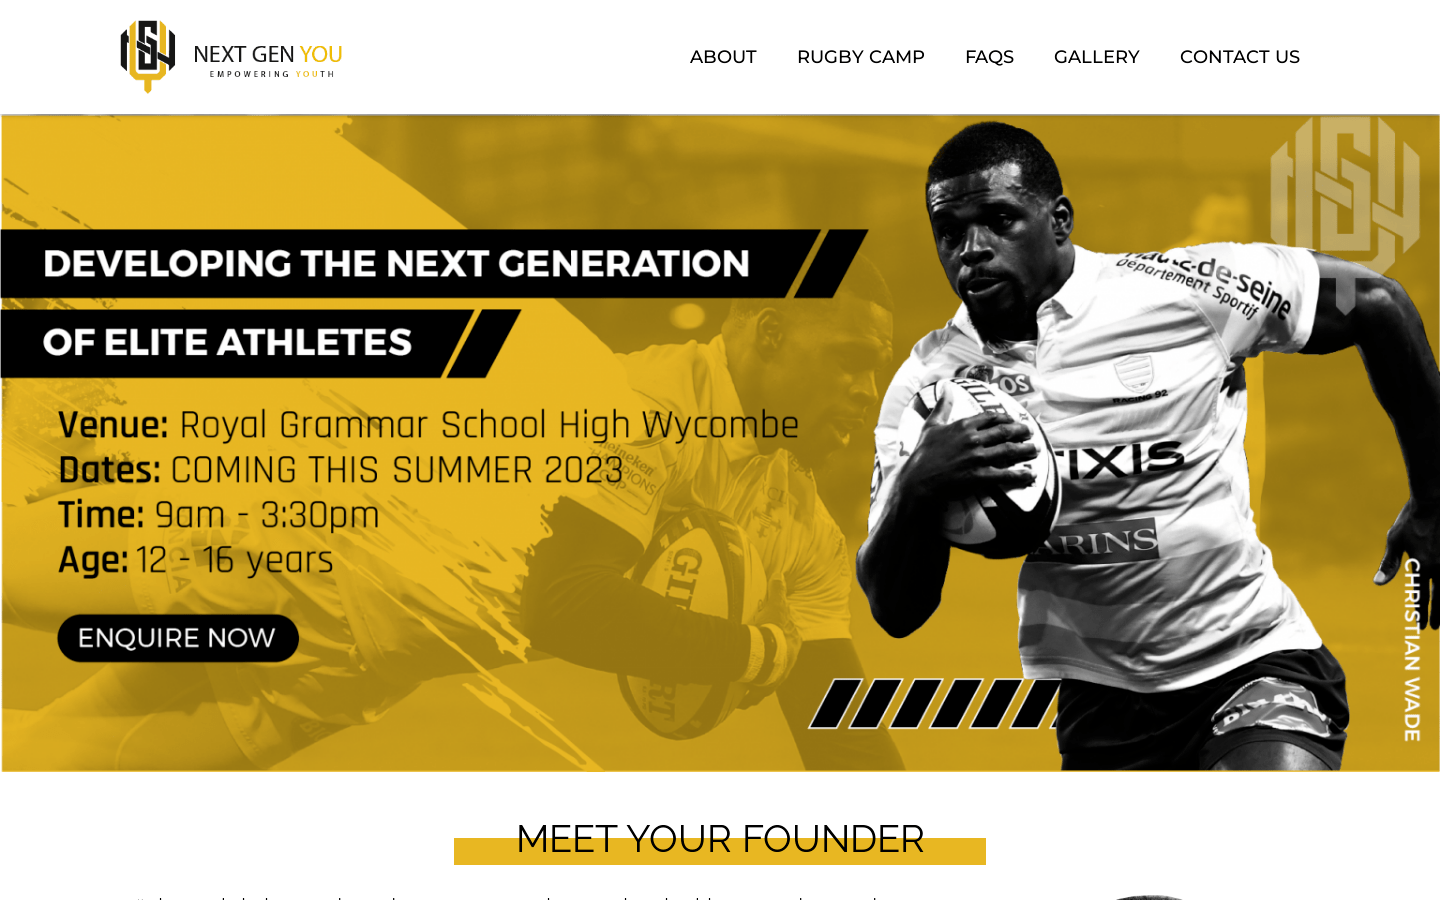 NEXT GEN YOU
EMPOWERING YOUTH
ABOUT
RUGBY CAMP
FAQS
GALLERY
CONTACT US
DEVELOPING THE NEXT GENERATION
OF ELITE ATHLETES
Venue: Royal Grammar School High Wycombe
Dates: COMING THIS SUMMER 2023
Time: 9am - 3:30pm
Age: 12 - 16 years
ENQUIRE NOW
hauts-de-seine
Département Sportif
RACING 92
CHRISTIAN WADE
MEET YOUR FOUNDER